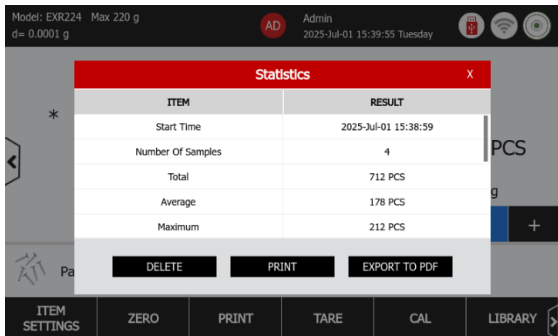 Model: EXR224 Max 220 g
d= 0.0001 g
AD
Admin
2025-Jul-01 15:39:55 Tuesday
Statistics X
ITEM RESULT
Start Time 2025-Jul-01 15:38:59
Number Of Samples 4
Total 712 PCS
Average 178 PCS
Maximum 212 PCS
DELETE PRINT EXPORT TO PDF
*
PCS
g
+
Pa
ITEM SETTINGS ZERO PRINT TARE CAL LIBRARY